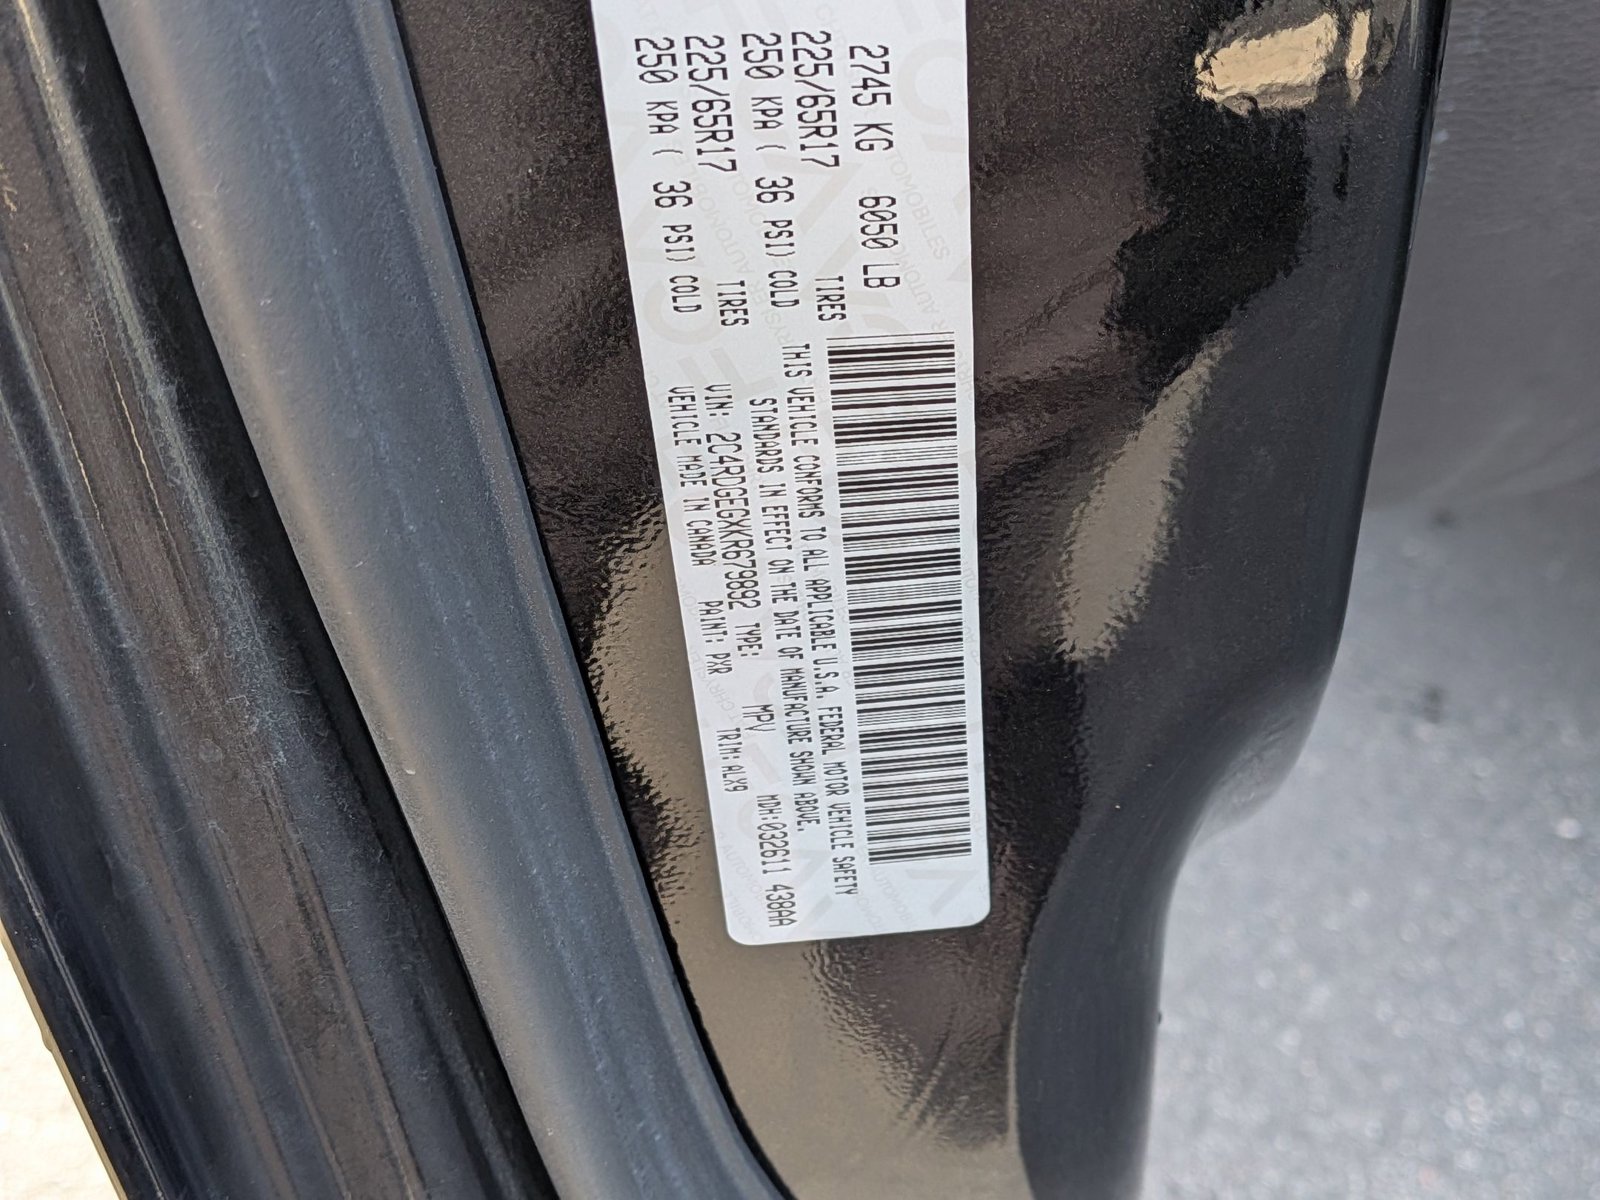 2745 KG 6050 LB
225/65R17 TIRES
250 KPA ( 36 PSI) COLD
225/65R17 TIRES
250 KPA ( 36 PSI) COLD
THIS VEHICLE CONFORMS TO ALL APPLICABLE U.S.A. FEDERAL MOTOR VEHICLE SAFETY
STANDARDS IN EFFECT ON THE DATE OF MANUFACTURE SHOWN ABOVE.
VIN: 2C4RDGEGXKR679892 TYPE: MPV MDH:032611 438AA
VEHICLE MADE IN CANADA PAINT: PXR TRIM:ALX9